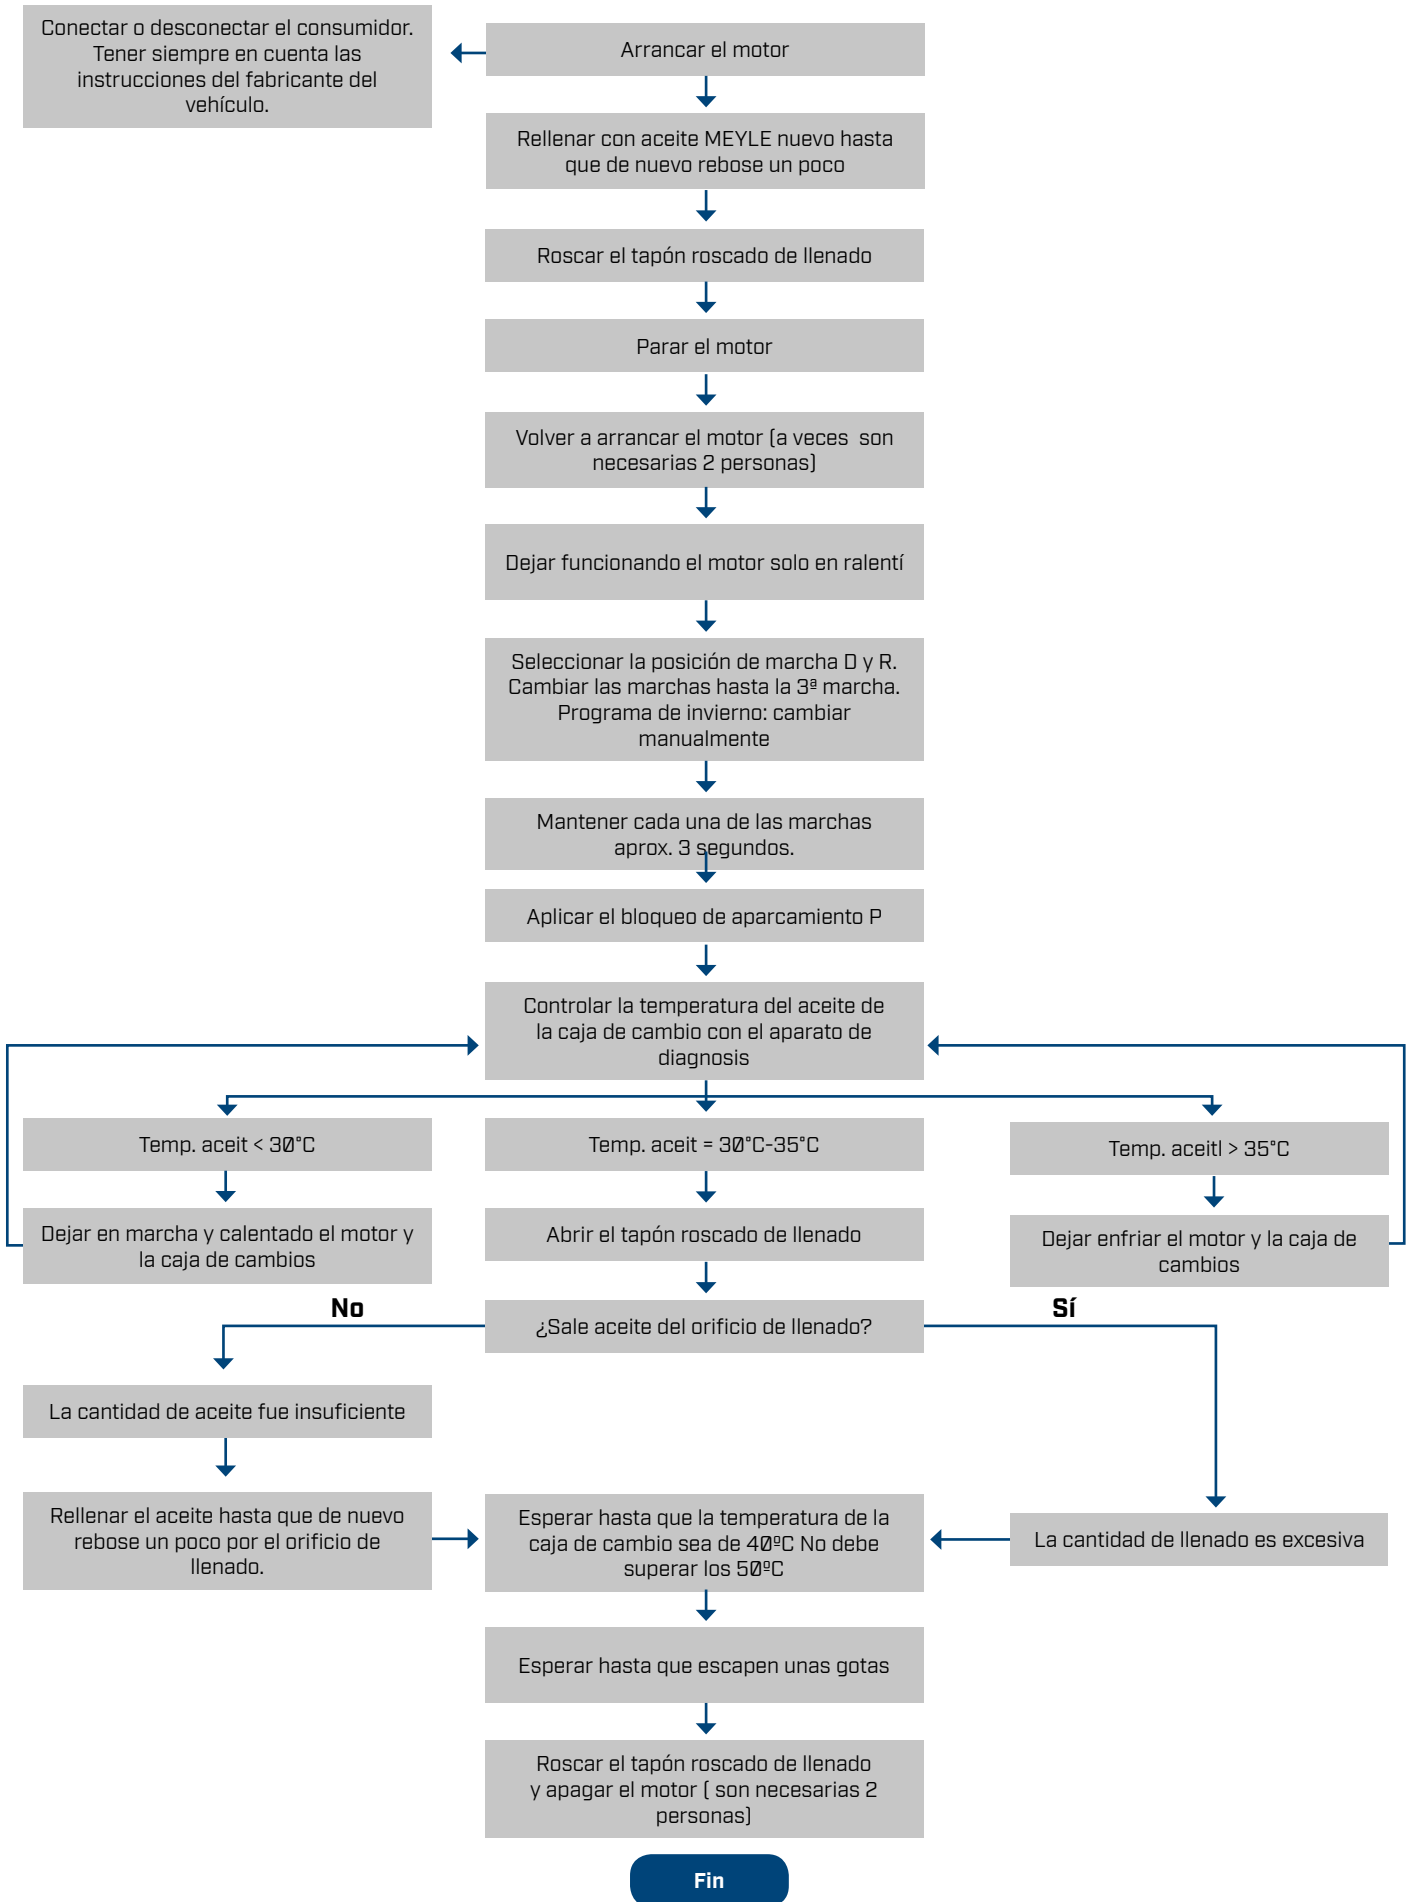 Conectar o desconectar el consumidor.
Tener siempre en cuenta las
instrucciones del fabricante del
vehículo.
Arrancar el motor
Rellenar con aceite MEYLE nuevo hasta
que de nuevo rebose un poco
Roscar el tapón roscado de llenado
Parar el motor
Volver a arrancar el motor (a veces  son
necesarias 2 personas)
Dejar funcionando el motor solo en ralentí
Seleccionar la posición de marcha D y R.
Cambiar las marchas hasta la 3ª marcha.
Programa de invierno: cambiar
manualmente
Mantener cada una de las marchas
aprox. 3 segundos.
Aplicar el bloqueo de aparcamiento P
Controlar la temperatura del aceite de
la caja de cambio con el aparato de
diagnosis
Temp. aceit < 30°C
Temp. aceit = 30°C-35°C
Temp. aceitl > 35°C
Dejar en marcha y calentado el motor y
la caja de cambios
Abrir el tapón roscado de llenado
Dejar enfriar el motor y la caja de
cambios
No
Sí
¿Sale aceite del orificio de llenado?
La cantidad de aceite fue insuficiente
Rellenar el aceite hasta que de nuevo
rebose un poco por el orificio de
llenado.
Esperar hasta que la temperatura de la
caja de cambio sea de 40ºC No debe
superar los 50ºC
La cantidad de llenado es excesiva
Esperar hasta que escapen unas gotas
Roscar el tapón roscado de llenado
y apagar el motor ( son necesarias 2
personas)
Fin